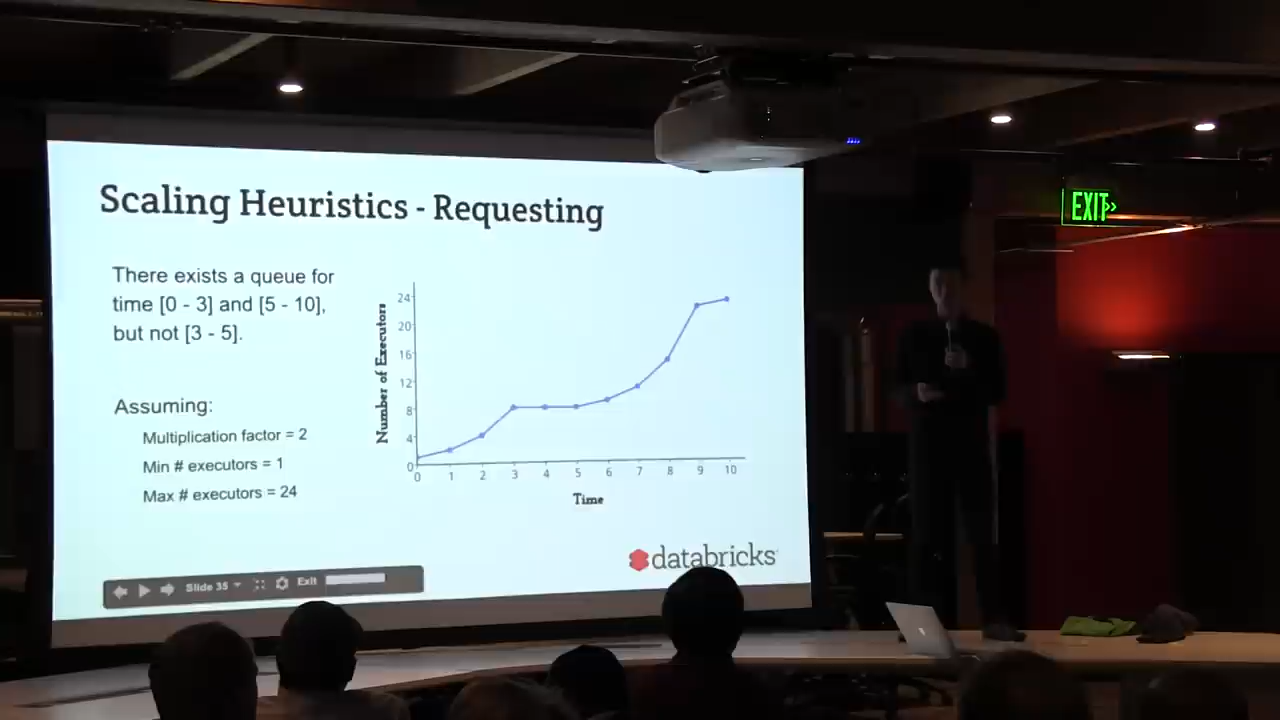 Scaling Heuristics - Requesting
There exists a queue for
time [0 - 3] and [5 - 10],
but not [3 - 5].
Assuming:
Multiplication factor = 2
Min # executors = 1
Max # executors = 24
Number of Executors
24
20
16
12
8
4
0
0 1 2 3 4 5 6 7 8 9 10
Time
databricks
Slide 35 Exit
EXIT